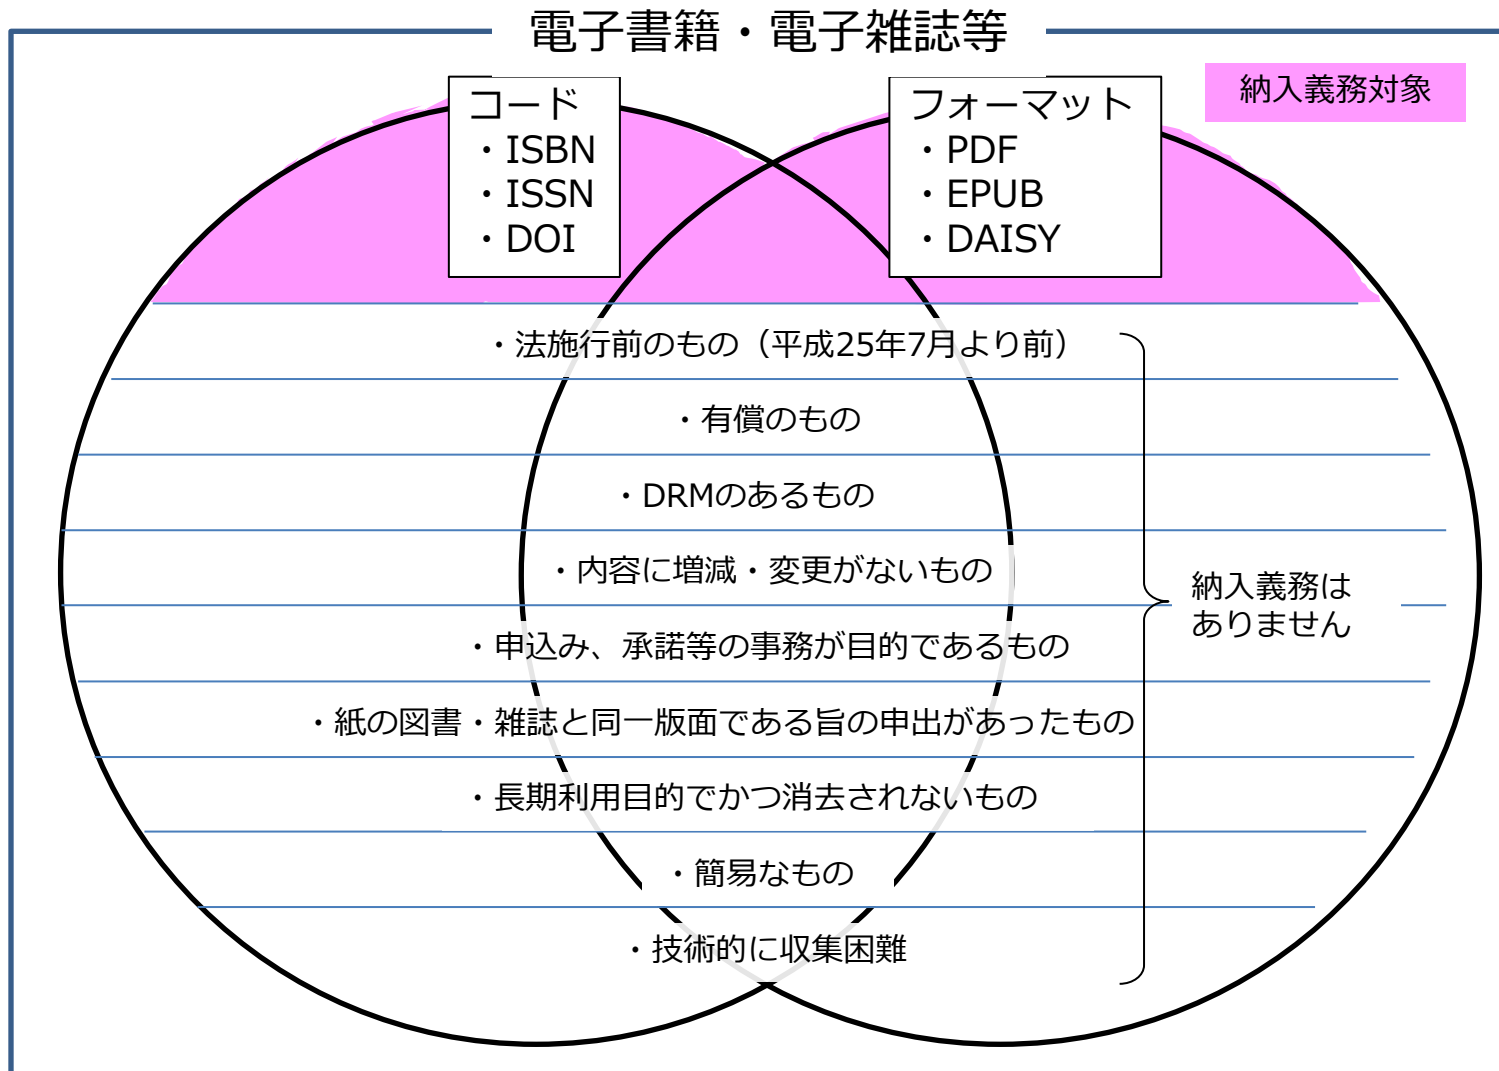 電子書籍・電子雑誌等
納入義務対象
コード
・ISBN
・ISSN
・DOI
フォーマット
・PDF
・EPUB
・DAISY
・法施行前のもの（平成25年7月より前）
・有償のもの
・DRMのあるもの
・内容に増減・変更がないもの
・申込み、承諾等の事務が目的であるもの
・紙の図書・雑誌と同一版面である旨の申出があったもの
・長期利用目的でかつ消去されないもの
・簡易なもの
・技術的に収集困難
納入義務は
ありません